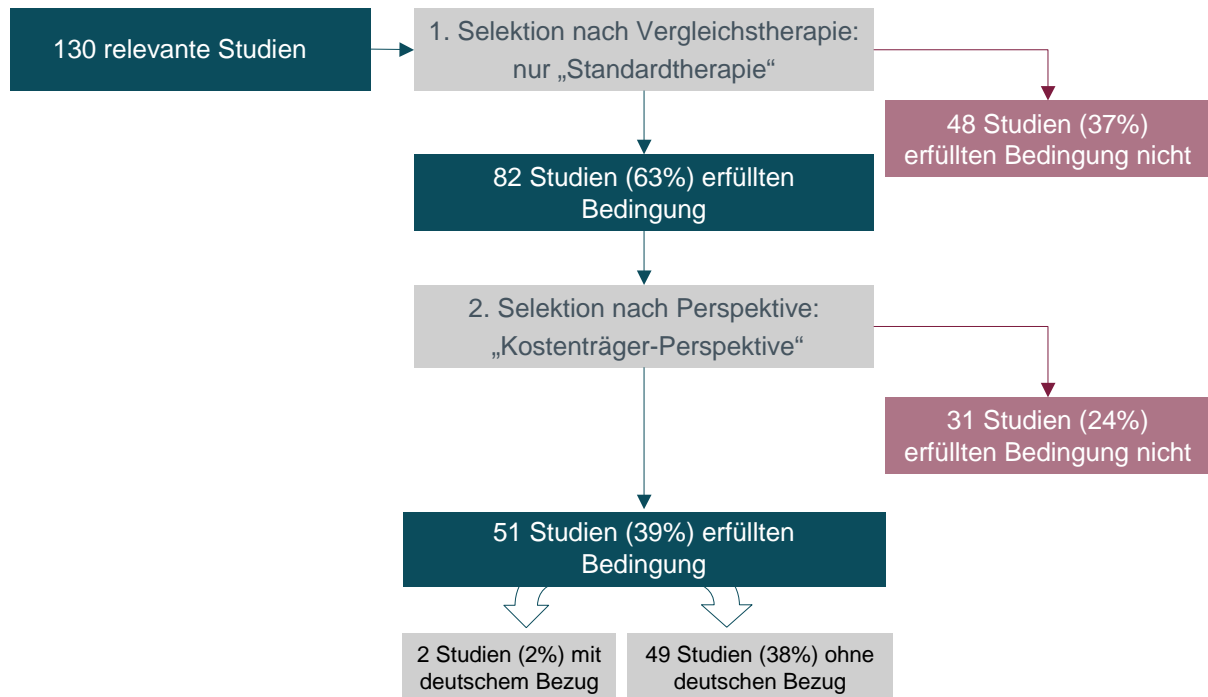 130 relevante Studien
1. Selektion nach Vergleichstherapie:
nur „Standardtherapie“
48 Studien (37%)
erfüllten Bedingung nicht
82 Studien (63%) erfüllten
Bedingung
2. Selektion nach Perspektive:
„Kostenträger-Perspektive“
31 Studien (24%)
erfüllten Bedingung nicht
51 Studien (39%) erfüllten
Bedingung
2 Studien (2%) mit
deutschem Bezug
49 Studien (38%) ohne
deutschen Bezug